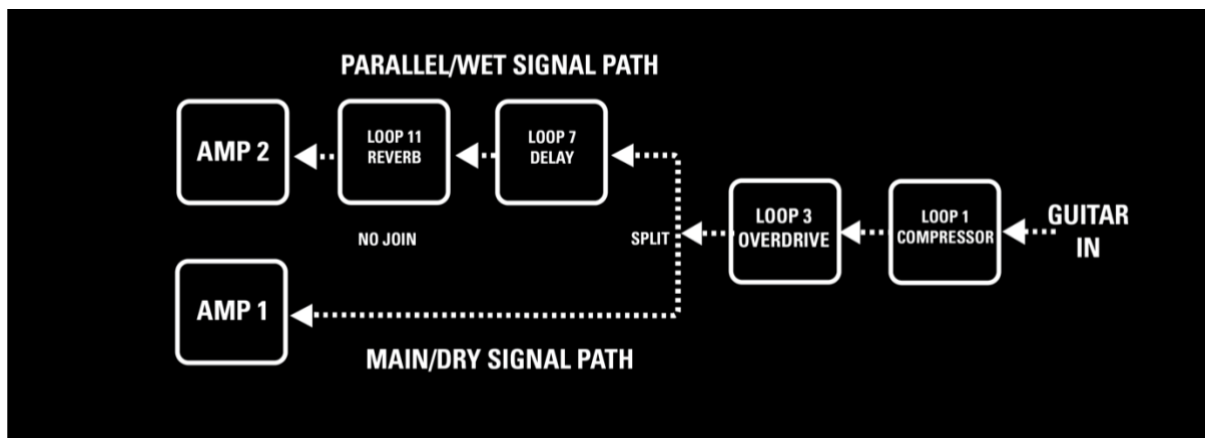 PARALLEL/WET SIGNAL PATH
AMP 2
LOOP 11
REVERB
LOOP 7
DELAY
NO JOIN
SPLIT
LOOP 3
OVERDRIVE
LOOP 1
COMPRESSOR
GUITAR
IN
AMP 1
MAIN/DRY SIGNAL PATH